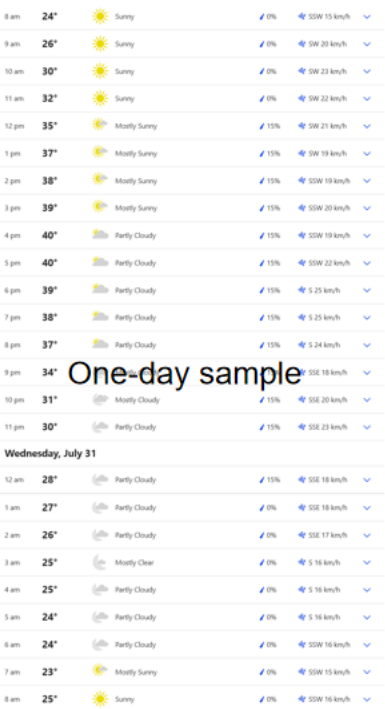 8 am 24° Sunny 0% SSW 15 km/h
9 am 26° Sunny 0% SW 20 km/h
10 am 30° Sunny 0% SW 23 km/h
11 am 32° Sunny 0% SW 22 km/h
12 pm 35° Mostly Sunny 15% SW 21 km/h
1 pm 37° Mostly Sunny 15% SW 19 km/h
2 pm 38° Mostly Sunny 15% SSW 19 km/h
3 pm 39° Mostly Sunny 15% SSW 20 km/h
4 pm 40° Partly Cloudy 15% SSW 19 km/h
5 pm 40° Partly Cloudy 15% SSW 22 km/h
6 pm 39° Partly Cloudy 15% S 25 km/h
7 pm 38° Partly Cloudy 15% S 25 km/h
8 pm 37° Partly Cloudy 15% S 24 km/h
9 pm 34° SSE 18 km/h
One-day sample
10 pm 31° Mostly Cloudy 15% SSE 20 km/h
11 pm 30° Partly Cloudy 15% SSE 23 km/h
Wednesday, July 31
12 am 28° Partly Cloudy 15% SSE 18 km/h
1 am 27° Partly Cloudy 0% SSE 18 km/h
2 am 26° Partly Cloudy 0% SSE 17 km/h
3 am 25° Mostly Clear 0% S 16 km/h
4 am 25° Partly Cloudy 0% S 16 km/h
5 am 24° Partly Cloudy 0% S 16 km/h
6 am 24° Partly Cloudy 0% SSW 16 km/h
7 am 23° Mostly Sunny 0% SSW 15 km/h
8 am 25° Sunny 0% SSW 16 km/h